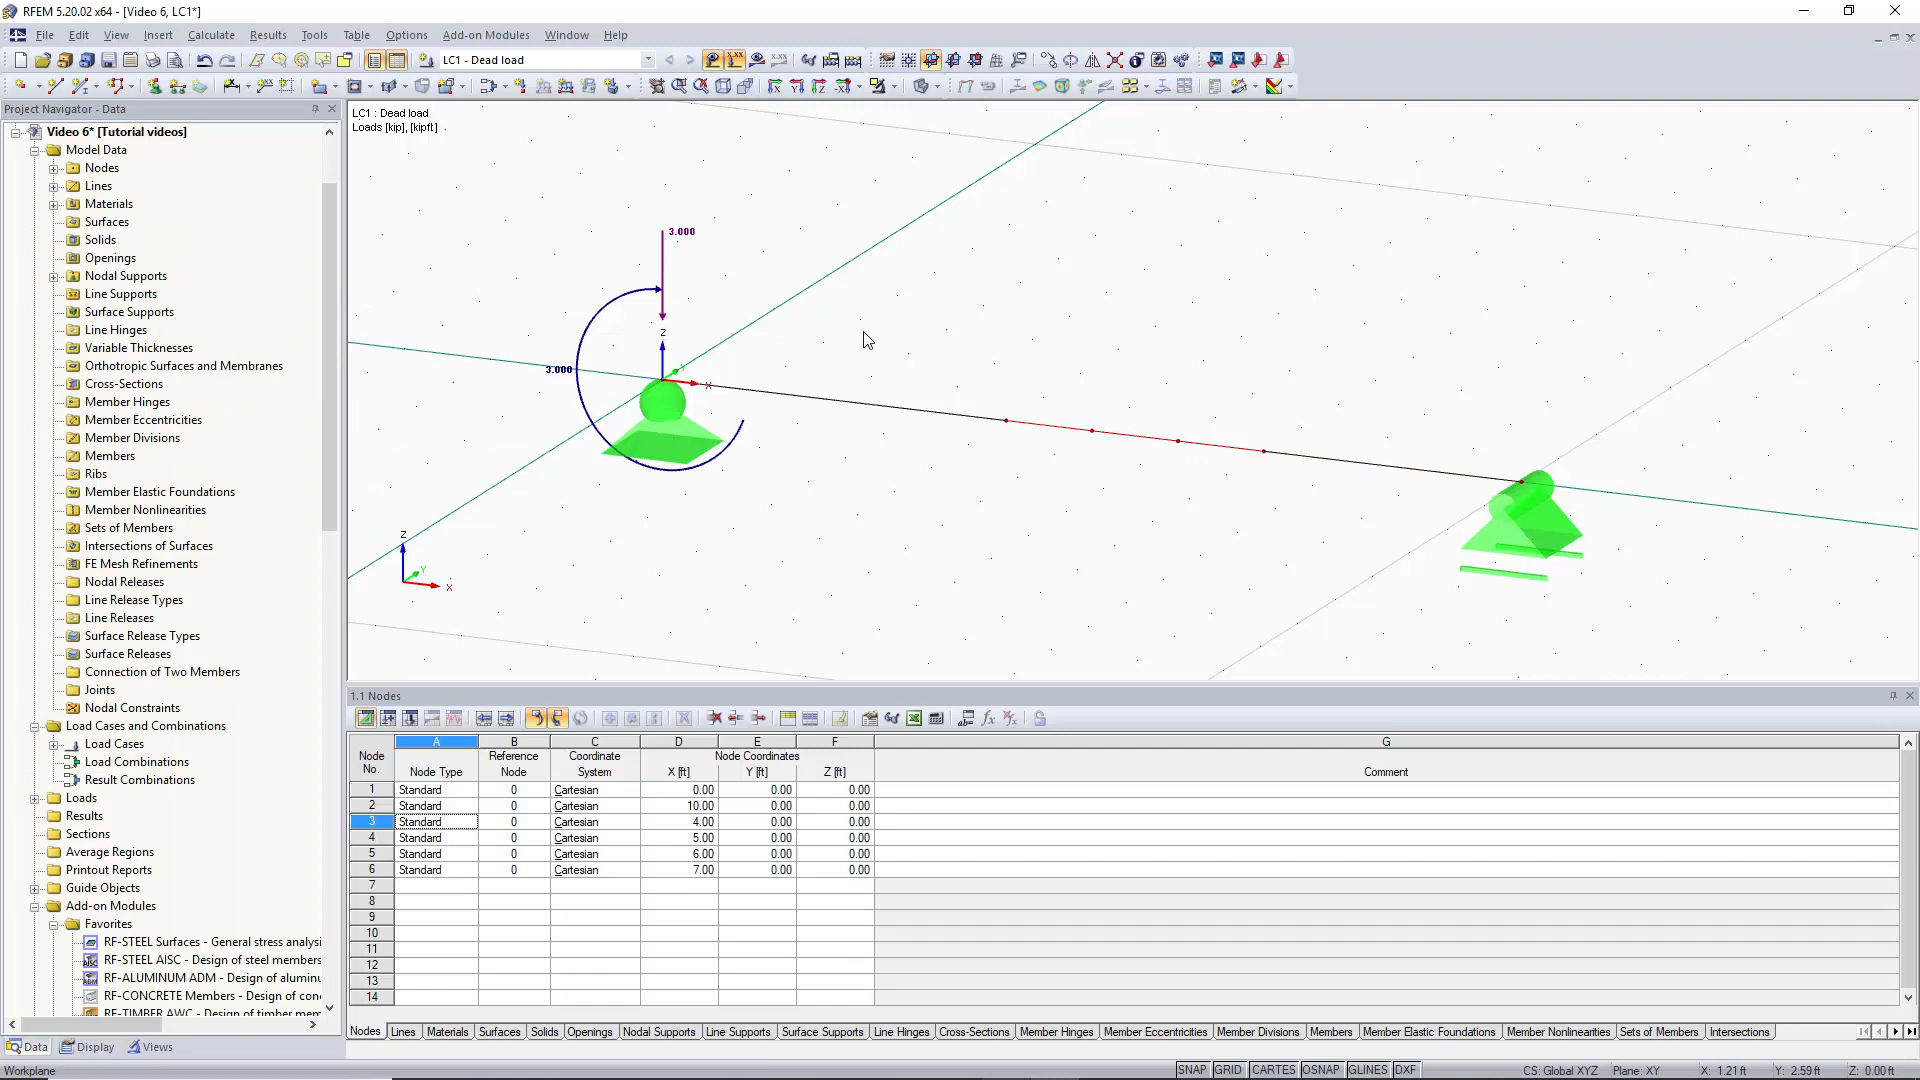 RFEM 5.20.02 x64 - [Video 6, LC1*]
File Edit View Insert Calculate Results Tools Table Options Add-on Modules Window Help
LC1 - Dead load
Project Navigator - Data
Video 6* [Tutorial videos]
Model Data
Nodes
Lines
Materials
Surfaces
Solids
Openings
Nodal Supports
Line Supports
Surface Supports
Line Hinges
Variable Thicknesses
Orthotropic Surfaces and Membranes
Cross-Sections
Member Hinges
Member Eccentricities
Member Divisions
Members
Ribs
Member Elastic Foundations
Member Nonlinearities
Sets of Members
Intersections of Surfaces
FE Mesh Refinements
Nodal Releases
Line Release Types
Line Releases
Surface Release Types
Surface Releases
Connection of Two Members
Joints
Nodal Constraints
Load Cases and Combinations
Load Cases
Load Combinations
Result Combinations
Loads
Results
Sections
Average Regions
Printout Reports
Guide Objects
Add-on Modules
Favorites
RF-STEEL Surfaces - General stress analysi
RF-STEEL AISC - Design of steel members
RF-ALUMINUM ADM - Design of aluminu
RF-CONCRETE Members - Design of con
RF-TIMBER AWC - Design of timber mem
Data Display Views
LC1 : Dead load
Loads [kip], [kipft]
3.000
Z
3.000
X
Z
Y
X
1.1 Nodes
A B C D E F G
Node Reference Coordinate Node Coordinates
No. Node Type Node System X [ft] Y [ft] Z [ft] Comment
1 Standard 0 Cartesian 0.00 0.00 0.00
2 Standard 0 Cartesian 10.00 0.00 0.00
3 Standard 0 Cartesian 4.00 0.00 0.00
4 Standard 0 Cartesian 5.00 0.00 0.00
5 Standard 0 Cartesian 6.00 0.00 0.00
6 Standard 0 Cartesian 7.00 0.00 0.00
7
8
9
10
11
12
13
14
Nodes Lines Materials Surfaces Solids Openings Nodal Supports Line Supports Surface Supports Line Hinges Cross-Sections Member Hinges Member Eccentricities Member Divisions Members Member Elastic Foundations Member Nonlinearities Sets of Members Intersections
Workplane SNAP GRID CARTES OSNAP GLINES DXF CS: Global XYZ Plane: XY X: 1.21 ft Y: 2.59 ft Z: 0.00 ft